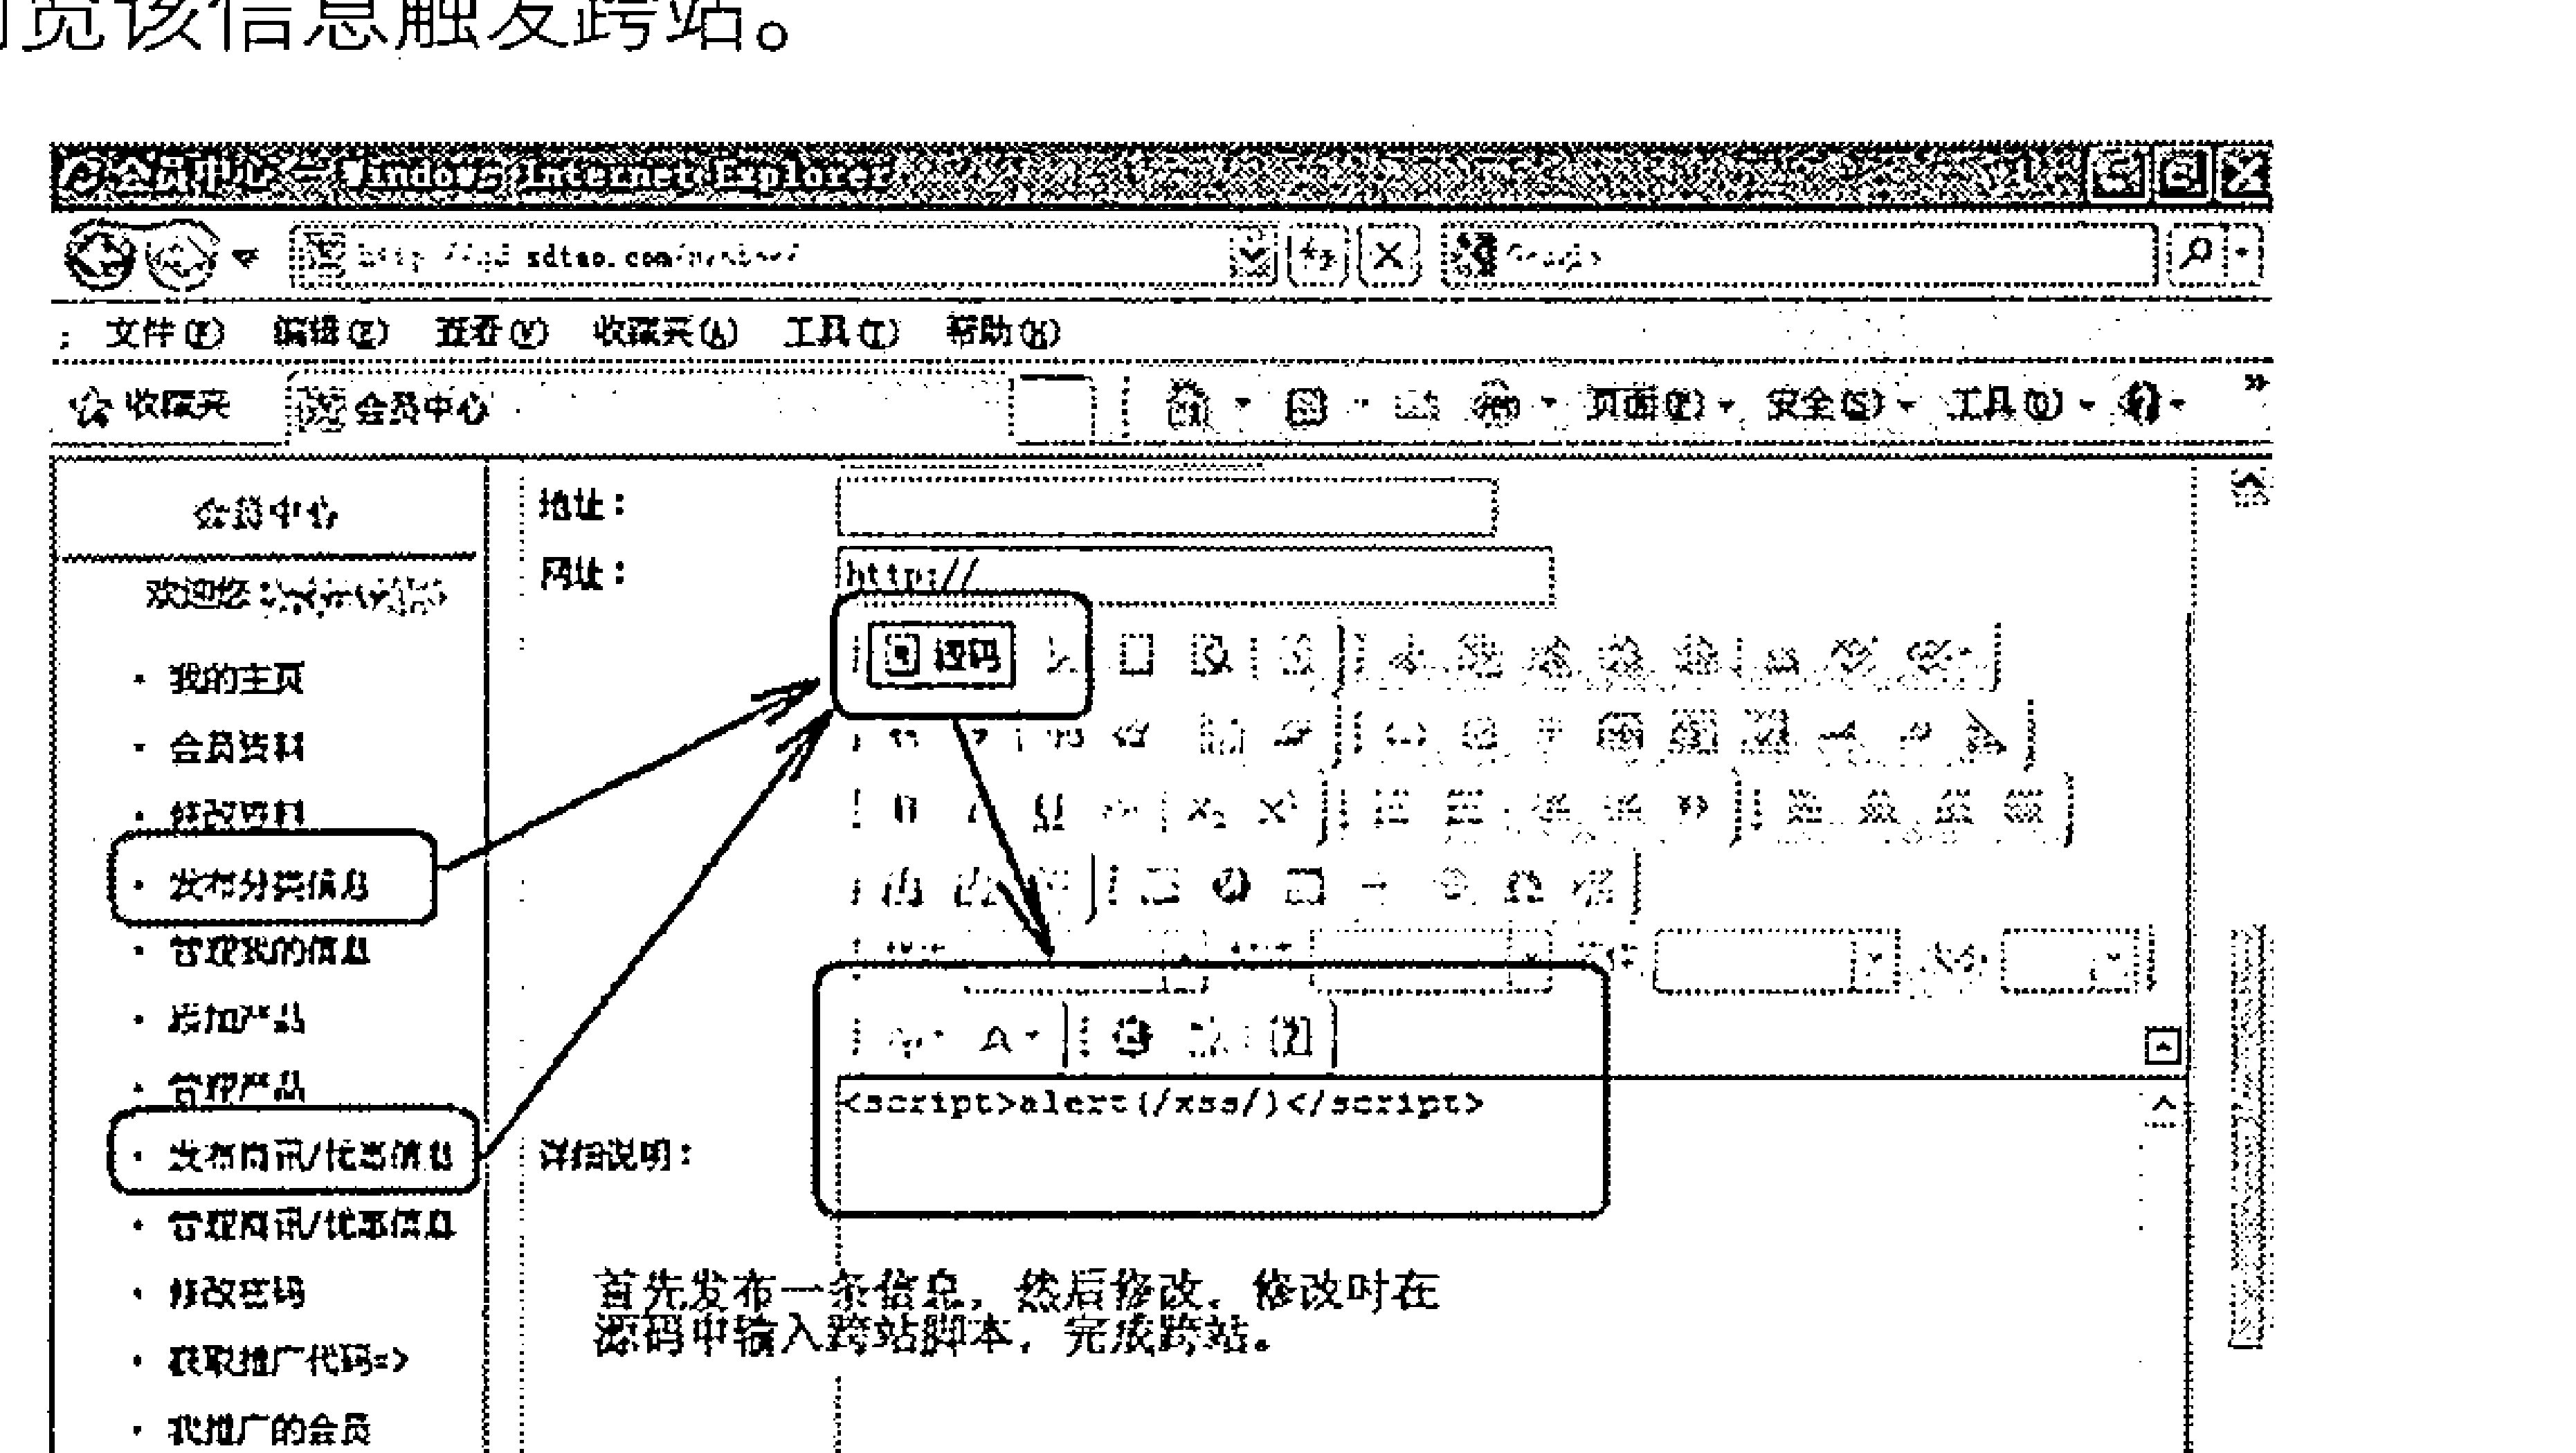 览该信息触发跨站。
会员中心 - Windows Internet Explorer
sdtao.com
文件(F) 编辑(E) 查看(V) 收藏夹(A) 工具(T) 帮助(H)
收藏夹 会员中心 页面(P) 安全(S) 工具(O)
会员中心
地址：
网址： http://
欢迎您：
源码
· 我的主页
· 会员资料
· 修改资料
· 发布分类信息
· 管理我的信息
· 添加产品
· 管理产品
<script>alert(/xss/)</script>
· 发布商讯/优惠信息
详细说明：
· 管理商讯/优惠信息
首先发布一条信息，然后修改，修改时在
源码中输入跨站脚本，完成跨站。
· 修改密码
· 获取推广代码=>
· 我推广的会员